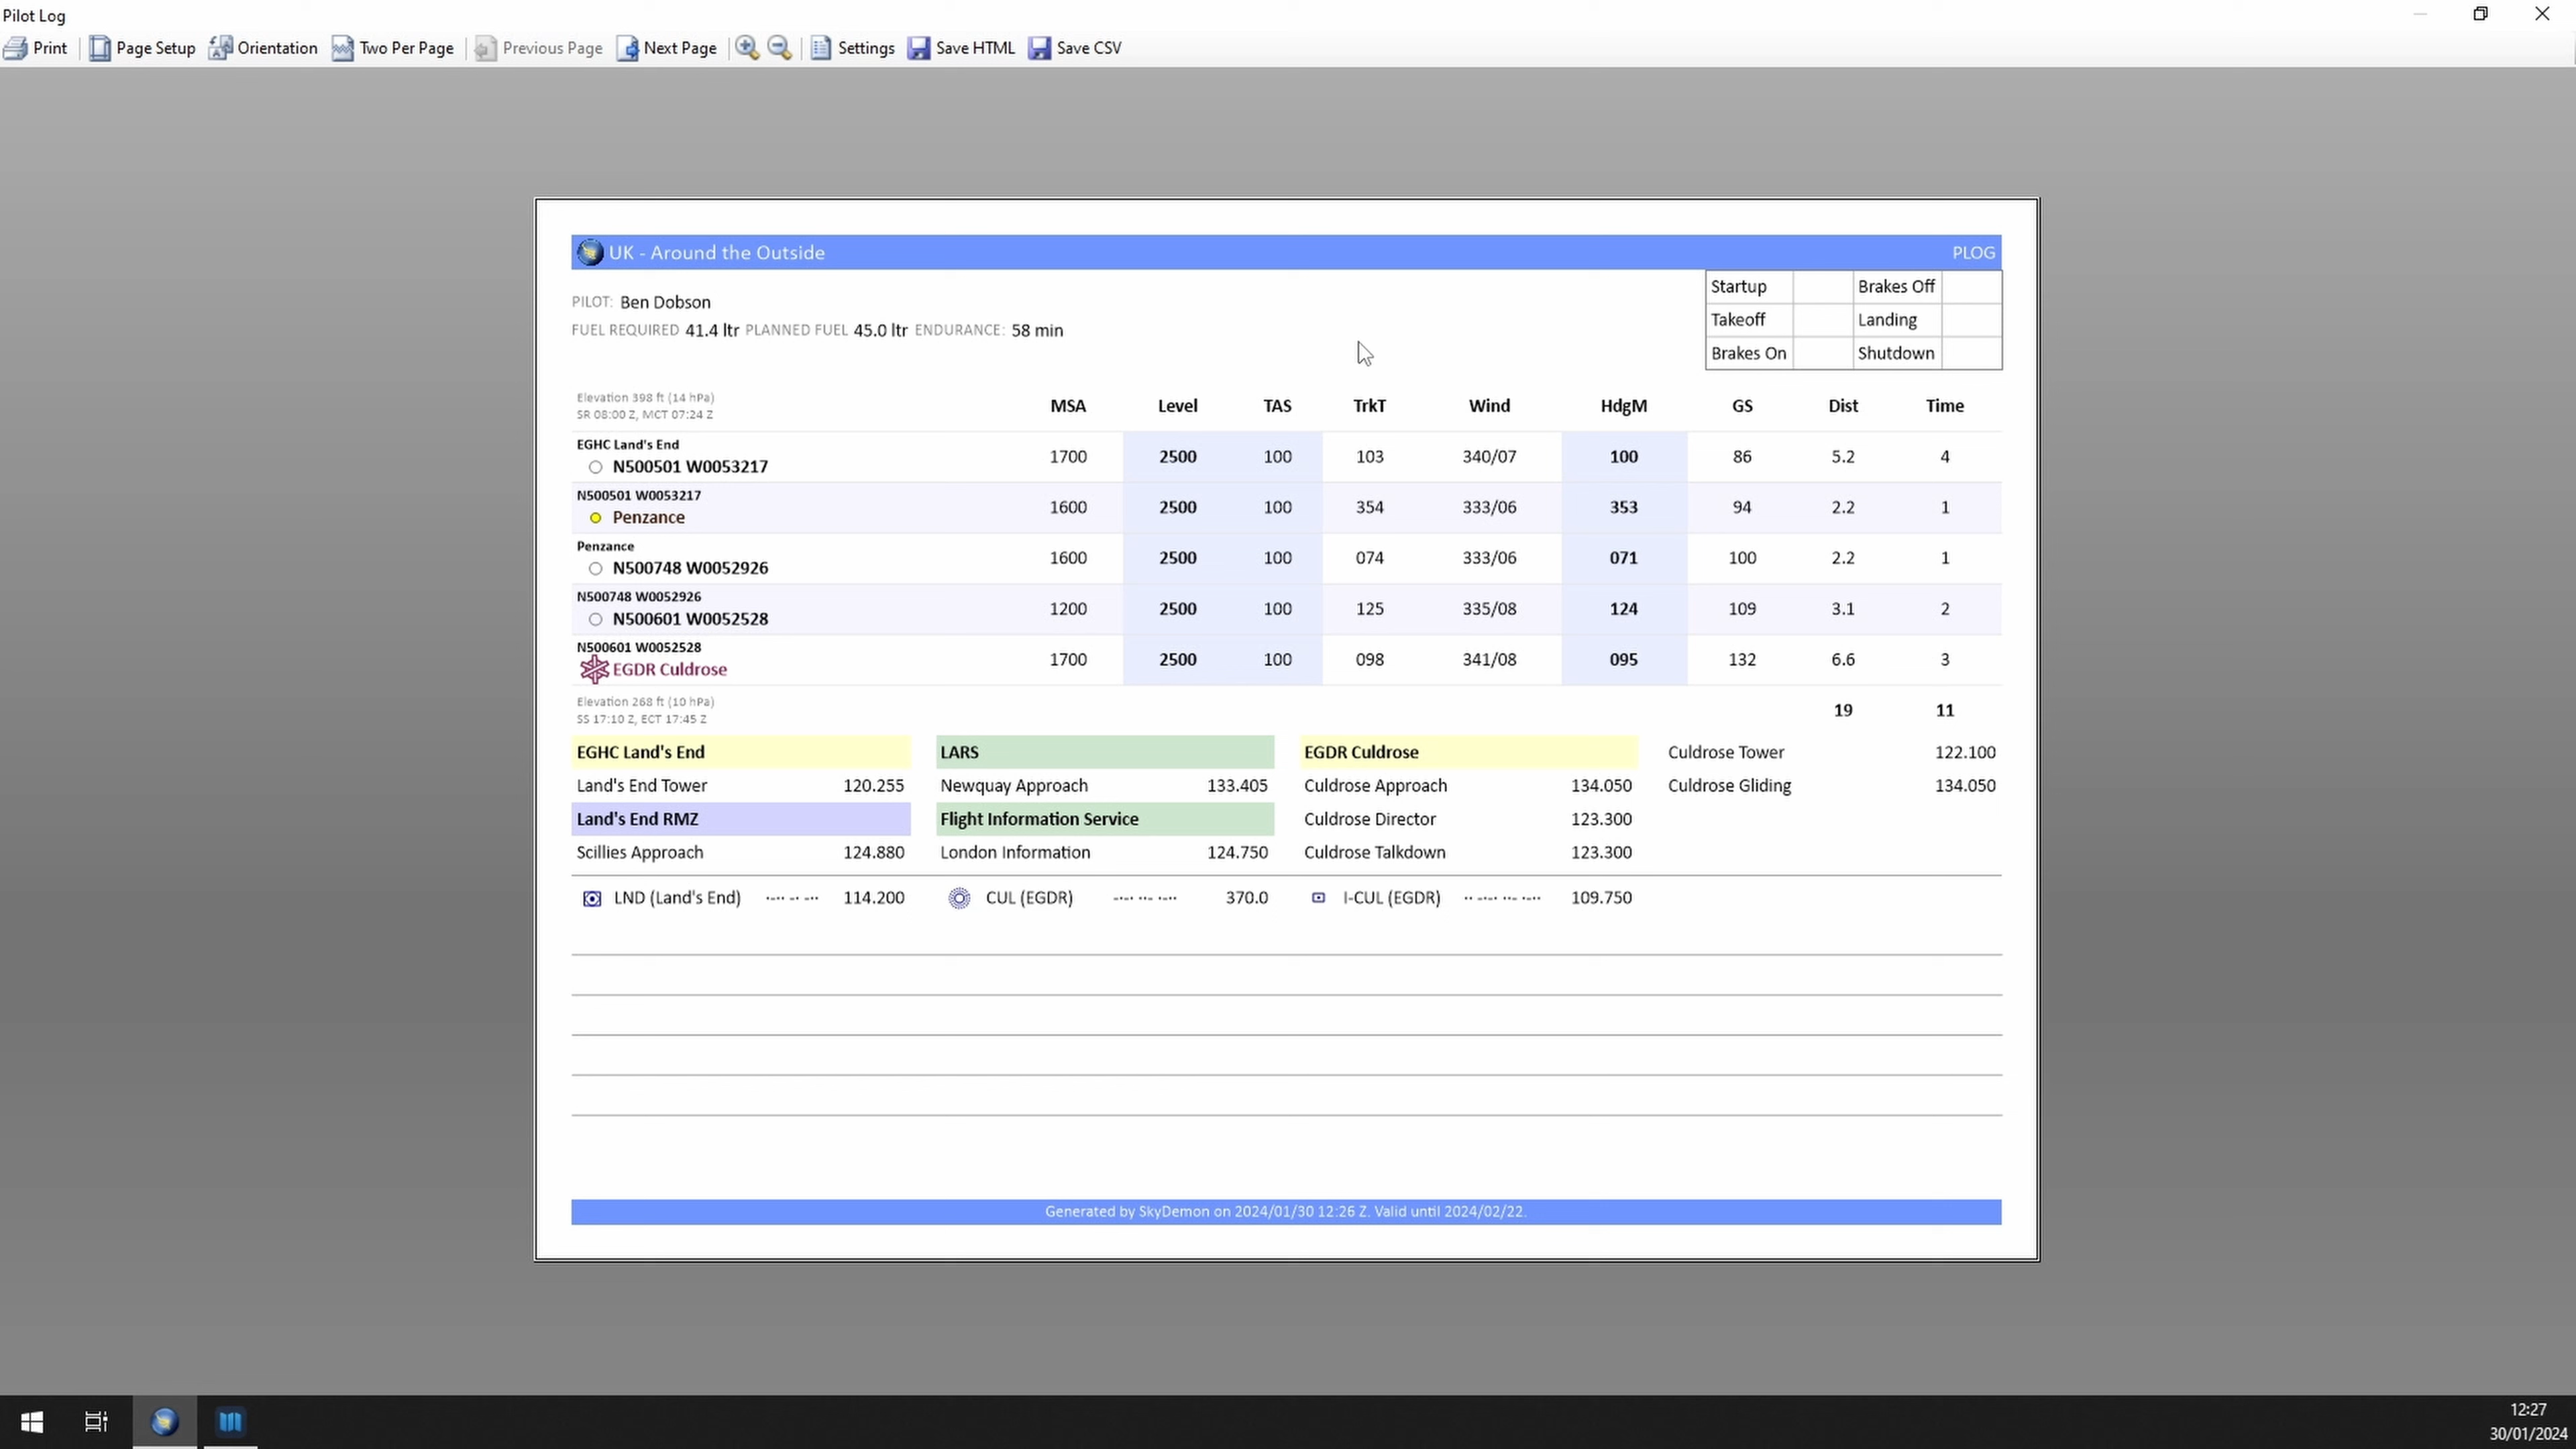 Pilot Log
Print Page Setup Orientation Two Per Page Previous Page Next Page Settings Save HTML Save CSV
UK - Around the Outside PLOG
PILOT: Ben Dobson
FUEL REQUIRED 41.4 ltr PLANNED FUEL 45.0 ltr ENDURANCE: 58 min
Startup Brakes Off
Takeoff Landing
Brakes On Shutdown
Elevation 398 ft (14 hPa)
SR 08:00 Z, MCT 07:24 Z
MSA Level TAS TrkT Wind HdgM GS Dist Time
EGHC Land's End
N500501 W0053217 1700 2500 100 103 340/07 100 86 5.2 4
N500501 W0053217
Penzance 1600 2500 100 354 333/06 353 94 2.2 1
Penzance
N500748 W0052926 1600 2500 100 074 333/06 071 100 2.2 1
N500748 W0052926
N500601 W0052528 1200 2500 100 125 335/08 124 109 3.1 2
N500601 W0052528
EGDR Culdrose 1700 2500 100 098 341/08 095 132 6.6 3
Elevation 268 ft (10 hPa)
SS 17:10 Z, ECT 17:45 Z
19 11
EGHC Land's End LARS EGDR Culdrose Culdrose Tower 122.100
Land's End Tower 120.255 Newquay Approach 133.405 Culdrose Approach 134.050 Culdrose Gliding 134.050
Land's End RMZ Flight Information Service Culdrose Director 123.300
Scillies Approach 124.880 London Information 124.750 Culdrose Talkdown 123.300
LND (Land's End) ·-·· -· -·· 114.200 CUL (EGDR) -·-· ··- ·-·· 370.0 I-CUL (EGDR) ·· -·-· ··- ·-·· 109.750
Generated by SkyDemon on 2024/01/30 12:26 Z. Valid until 2024/02/22.
12:27
30/01/2024